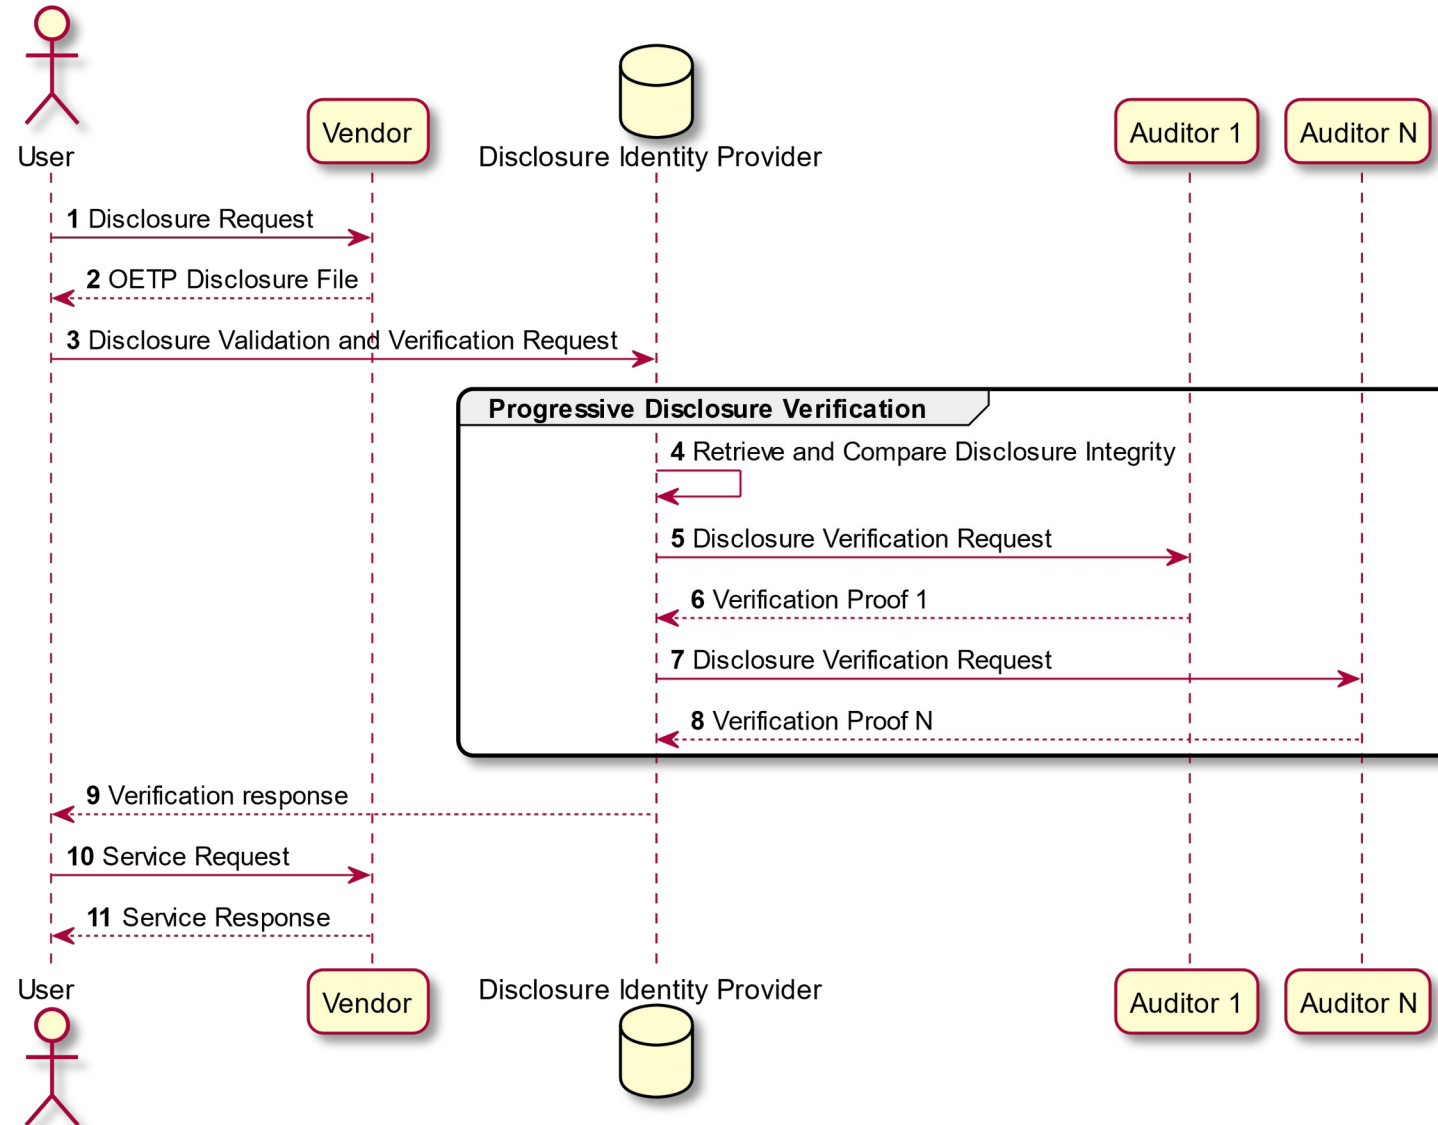 User
Vendor
Disclosure Identity Provider
Auditor 1
Auditor N
1 Disclosure Request
2 OETP Disclosure File
3 Disclosure Validation and Verification Request
Progressive Disclosure Verification
4 Retrieve and Compare Disclosure Integrity
5 Disclosure Verification Request
6 Verification Proof 1
7 Disclosure Verification Request
8 Verification Proof N
9 Verification response
10 Service Request
11 Service Response
User
Vendor
Disclosure Identity Provider
Auditor 1
Auditor N